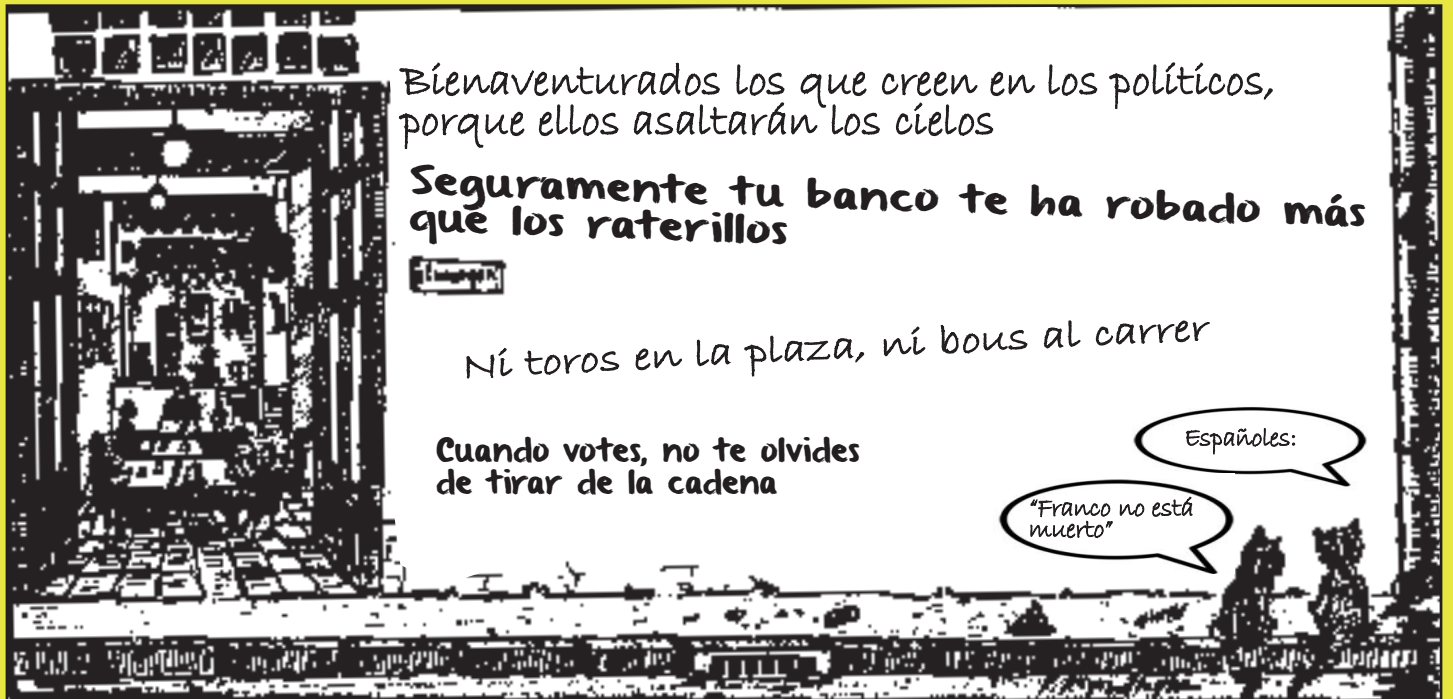 Bienaventurados los que creen en los políticos,
porque ellos asaltarán los cielos
Seguramente tu banco te ha robado más
que los raterillos
Ni toros en la plaza, ni bous al carrer
Cuando votes, no te olvides
de tirar de la cadena
Españoles:
"Franco no está
muerto"